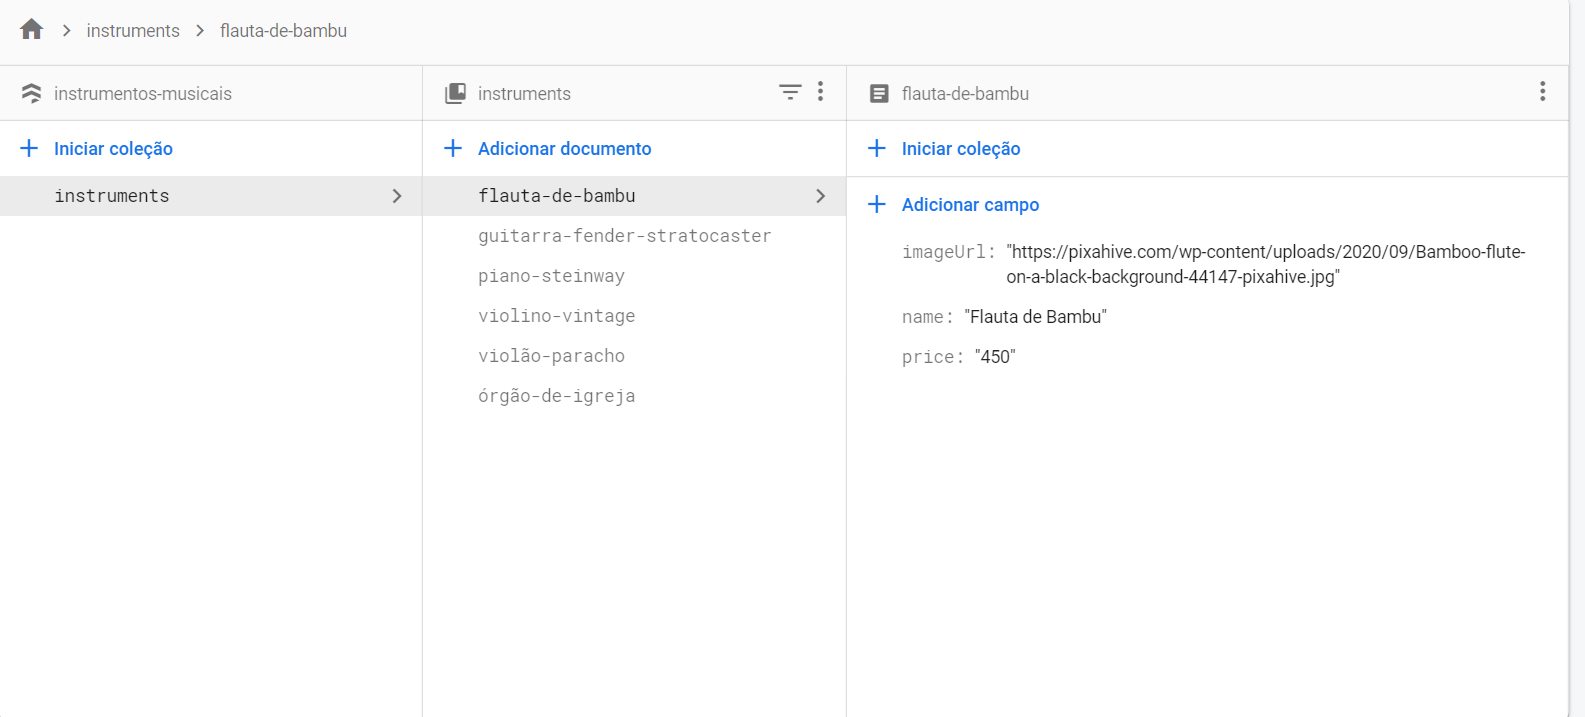 instruments > flauta-de-bambu
instrumentos-musicais
Iniciar coleção
instruments
instruments
Adicionar documento
flauta-de-bambu
guitarra-fender-stratocaster
piano-steinway
violino-vintage
violão-paracho
órgão-de-igreja
flauta-de-bambu
Iniciar coleção
Adicionar campo
imageUrl: "https://pixahive.com/wp-content/uploads/2020/09/Bamboo-flute-
on-a-black-background-44147-pixahive.jpg"
name: "Flauta de Bambu"
price: "450"